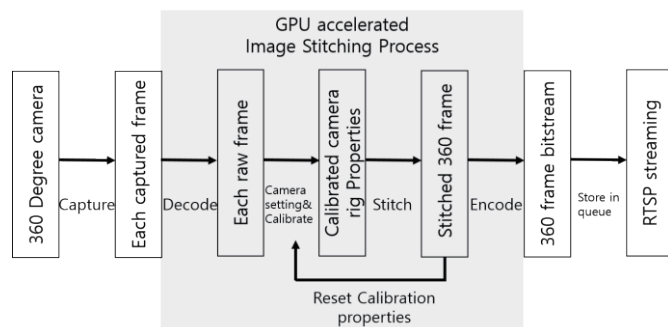 GPU accelerated
Image Stitching Process
360 Degree camera
Capture
Each captured frame
Decode
Each raw frame
Camera
setting&
Calibrate
Calibrated camera
rig Properties
Stitch
Stitched 360 frame
Encode
360 frame bitstream
Store in
queue
RTSP streaming
Reset Calibration
properties